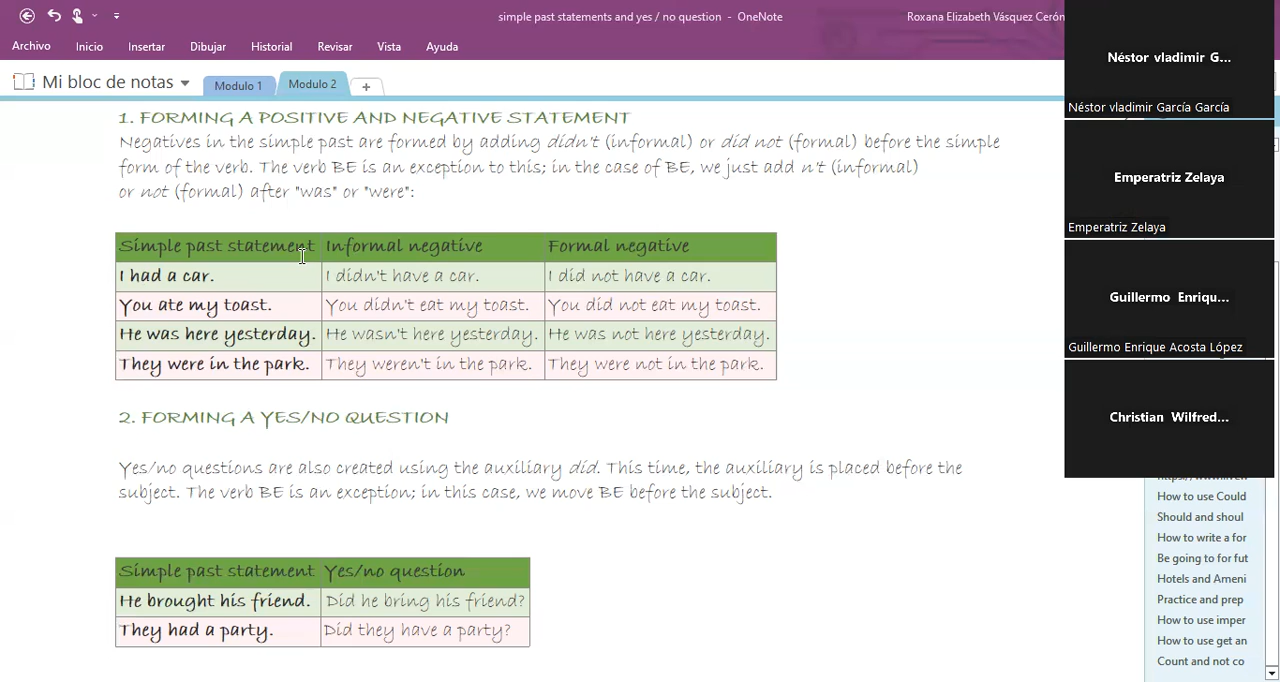 simple past statements and yes / no question - OneNote
Roxana Elizabeth Vásquez Cerón
Archivo Inicio Insertar Dibujar Historial Revisar Vista Ayuda
Mi bloc de notas Modulo 1 Modulo 2 +
1. FORMING A POSITIVE AND NEGATIVE STATEMENT
Negatives in the simple past are formed by adding didn't (informal) or did not (formal) before the simple
form of the verb. The verb BE is an exception to this; in the case of BE, we just add n't (informal)
or not (formal) after "was" or "were":
Simple past statement Informal negative Formal negative
I had a car. I didn't have a car. I did not have a car.
You ate my toast. You didn't eat my toast. You did not eat my toast.
He was here yesterday. He wasn't here yesterday. He was not here yesterday.
They were in the park. They weren't in the park. They were not in the park.
2. FORMING A YES/NO QUESTION
Yes/no questions are also created using the auxiliary did. This time, the auxiliary is placed before the
subject. The verb BE is an exception; in this case, we move BE before the subject.
Simple past statement Yes/no question
He brought his friend. Did he bring his friend?
They had a party. Did they have a party?
Néstor vladimir G...
Néstor vladimir García García
Emperatriz Zelaya
Emperatriz Zelaya
Guillermo Enriqu...
Guillermo Enrique Acosta López
Christian Wilfred...
How to use Could
Should and shoul
How to write a for
Be going to for fut
Hotels and Ameni
Practice and prep
How to use imper
How to use get an
Count and not co